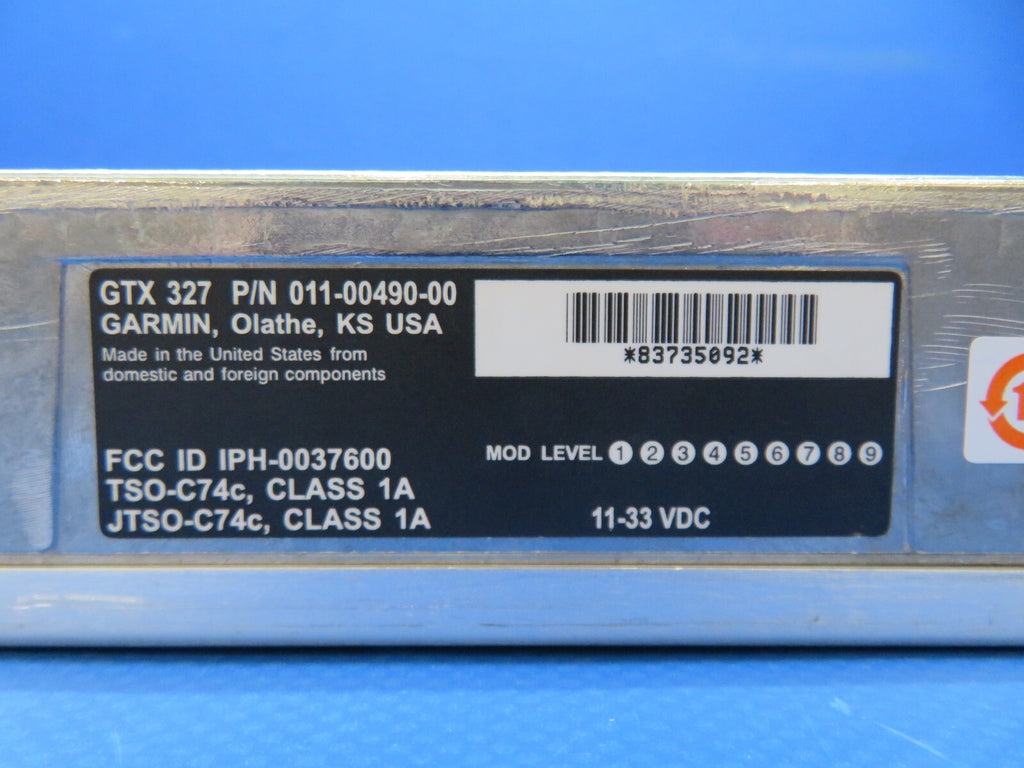 GTX 327 P/N 011-00490-00
GARMIN, Olathe, KS USA
Made in the United States from
domestic and foreign components
*83735092*
FCC ID IPH-0037600
TSO-C74c, CLASS 1A
JTSO-C74c, CLASS 1A
MOD LEVEL 1 2 3 4 5 6 7 8 9
11-33 VDC